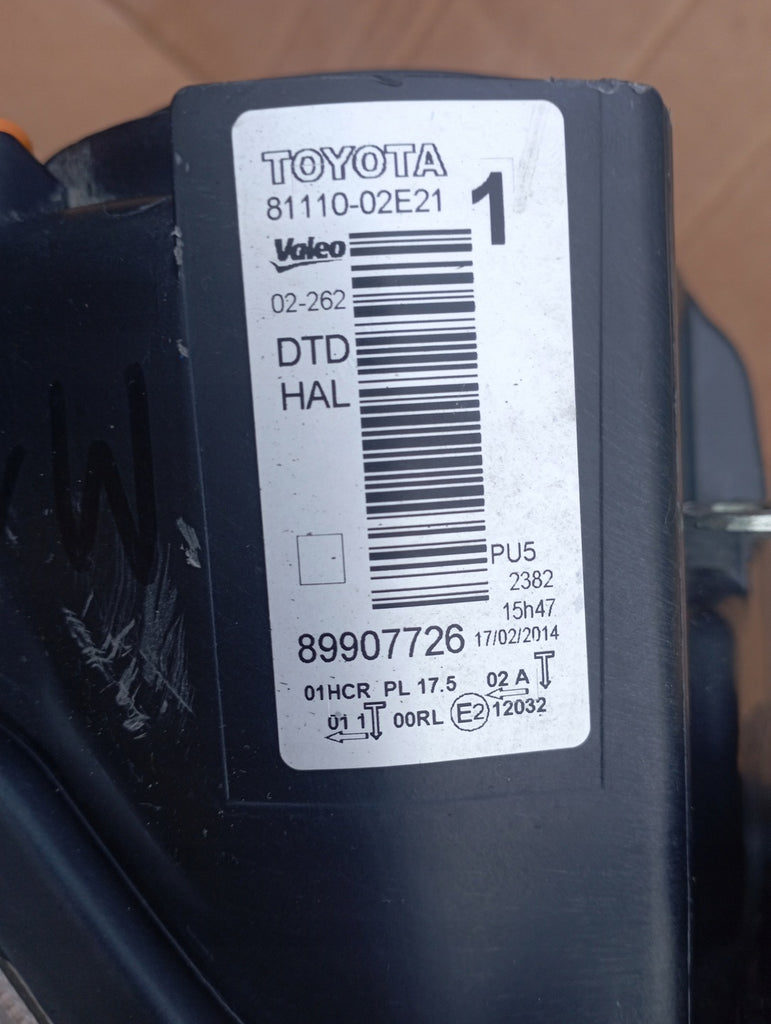 TOYOTA
81110-02E21
1
Valeo
02-262
DTD
HAL
PU5
2382
15h47
89907726 17/02/2014
01HCR PL 17.5 02 A
01 1 00RL E2 12032
W